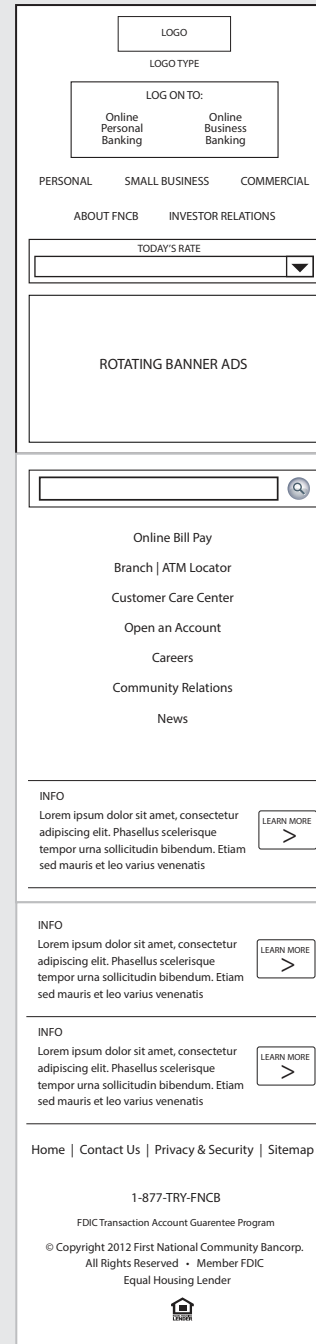 LOGO
LOGO TYPE
LOG ON TO:
Online Personal Banking
Online Business Banking
PERSONAL SMALL BUSINESS COMMERCIAL
ABOUT FNCB INVESTOR RELATIONS
TODAY'S RATE
ROTATING BANNER ADS
Online Bill Pay
Branch | ATM Locator
Customer Care Center
Open an Account
Careers
Community Relations
News
INFO
Lorem ipsum dolor sit amet, consectetur
adipiscing elit. Phasellus scelerisque
tempor urna sollicitudin bibendum. Etiam
sed mauris et leo varius venenatis
LEARN MORE
>
INFO
Lorem ipsum dolor sit amet, consectetur
adipiscing elit. Phasellus scelerisque
tempor urna sollicitudin bibendum. Etiam
sed mauris et leo varius venenatis
LEARN MORE
>
INFO
Lorem ipsum dolor sit amet, consectetur
adipiscing elit. Phasellus scelerisque
tempor urna sollicitudin bibendum. Etiam
sed mauris et leo varius venenatis
LEARN MORE
>
Home | Contact Us | Privacy & Security | Sitemap
1-877-TRY-FNCB
FDIC Transaction Account Guarentee Program
© Copyright 2012 First National Community Bancorp.
All Rights Reserved • Member FDIC
Equal Housing Lender